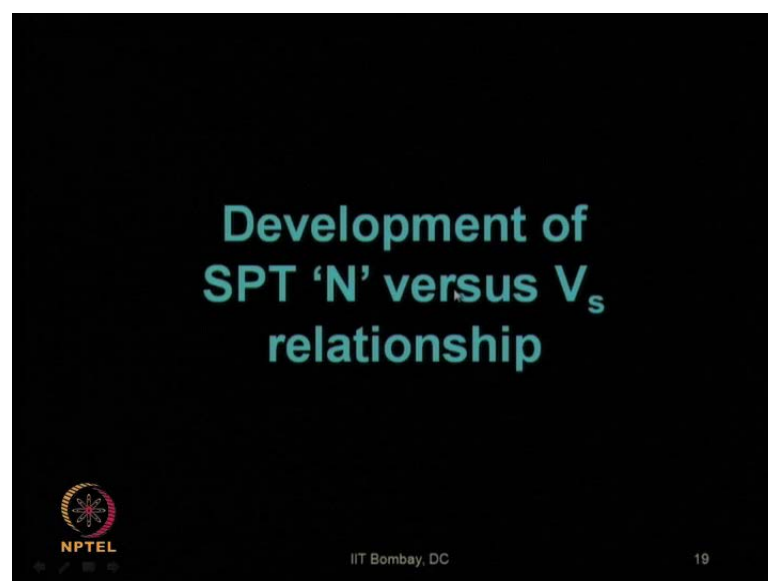 Development of
SPT ‘N’ versus Vs
relationship
NPTEL
IIT Bombay, DC
19